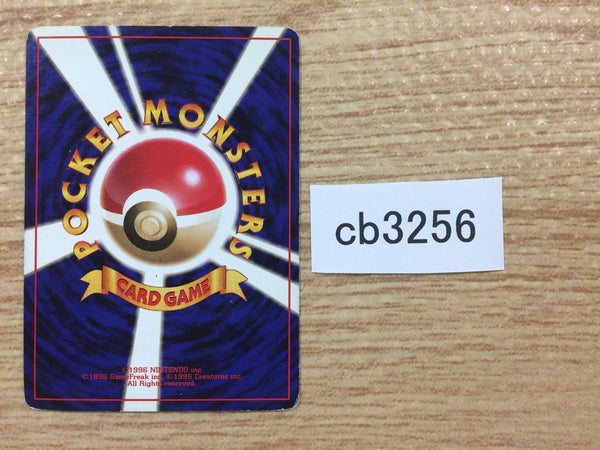 POCKET MONSTERS
CARD GAME
©1996 NINTENDO inc.
©1996 GameFreak inc. ©1996 Creatures inc.
All Rights reserved.
cb3256